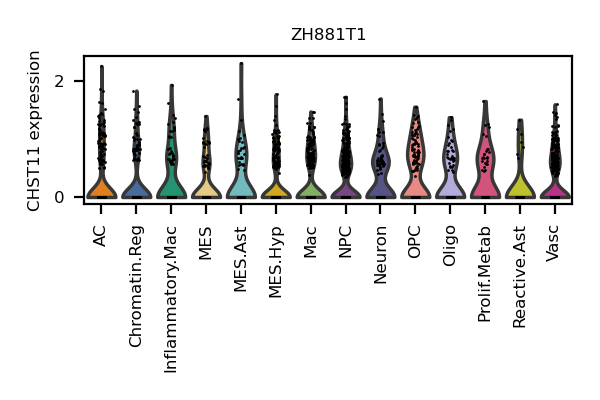 ZH881T1
CHST11 expression
2
0
AC
Chromatin.Reg
Inflammatory.Mac
MES
MES.Ast
MES.Hyp
Mac
NPC
Neuron
OPC
Oligo
Prolif.Metab
Reactive.Ast
Vasc